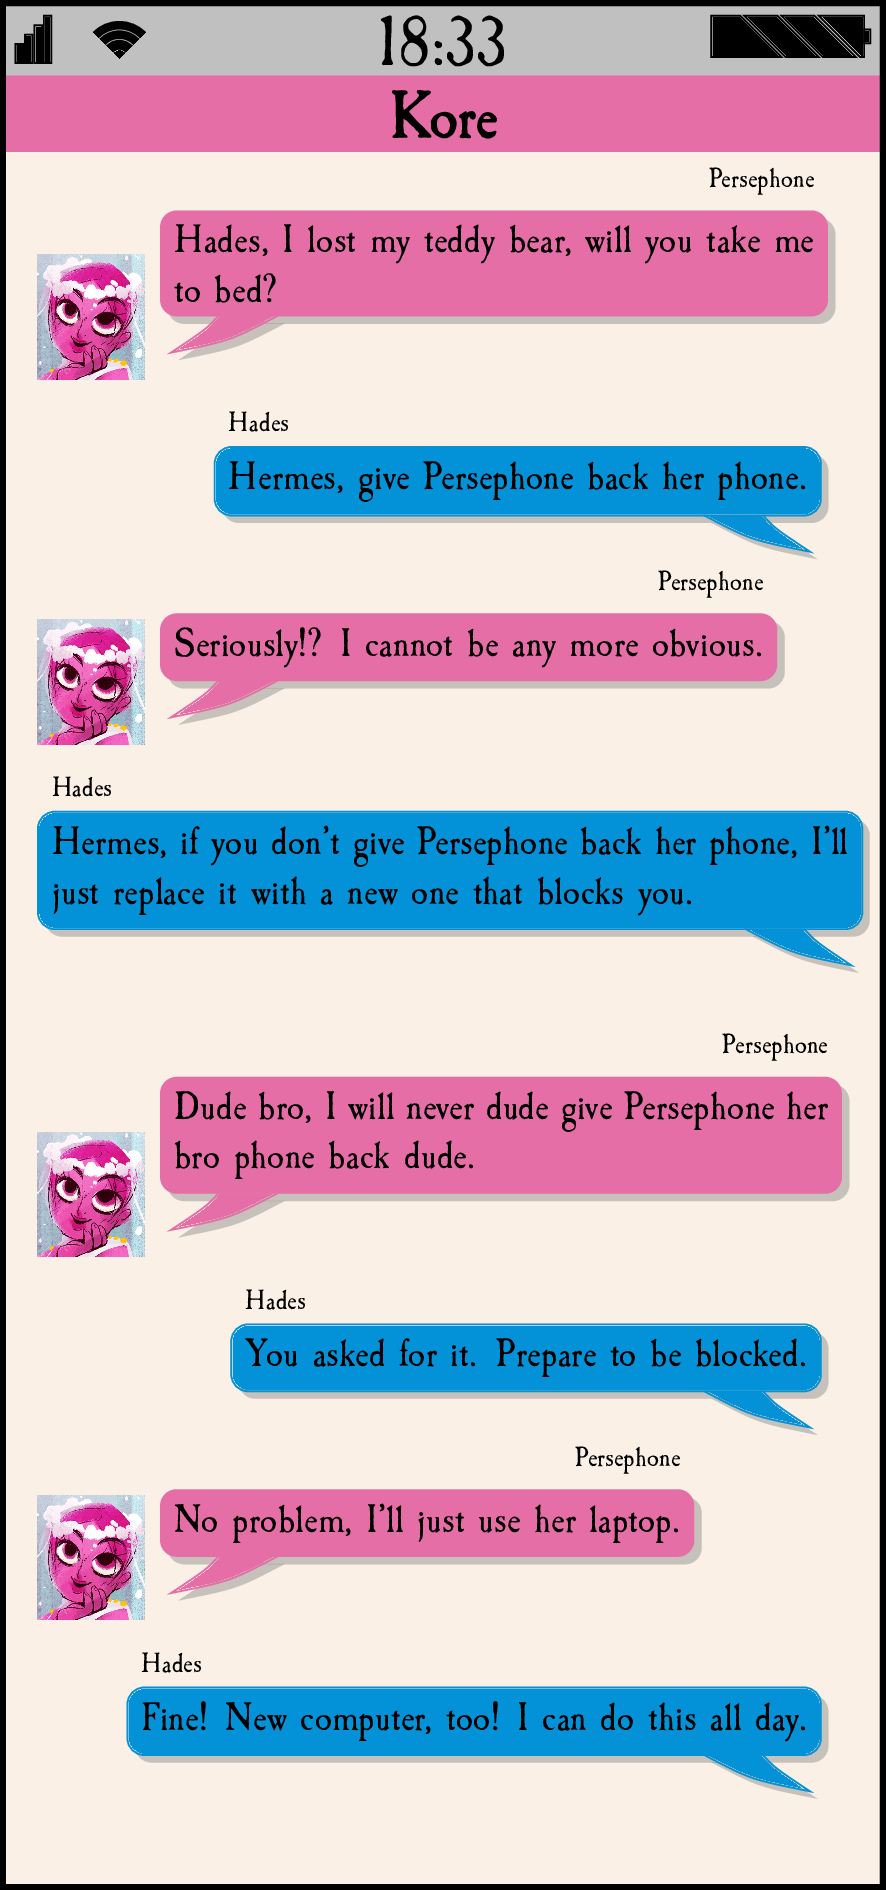 18:33
Kore
Persephone
Hades, I lost my teddy bear, will you take me
to bed?
Hades
Hermes, give Persephone back her phone.
Persephone
Seriously!? I cannot be any more obvious.
Hades
Hermes, if you don't give Persephone back her phone, I'll
just replace it with a new one that blocks you.
Persephone
Dude bro, I will never dude give Persephone her
bro phone back dude.
Hades
You asked for it. Prepare to be blocked.
Persephone
No problem, I'll just use her laptop.
Hades
Fine! New computer, too! I can do this all day.